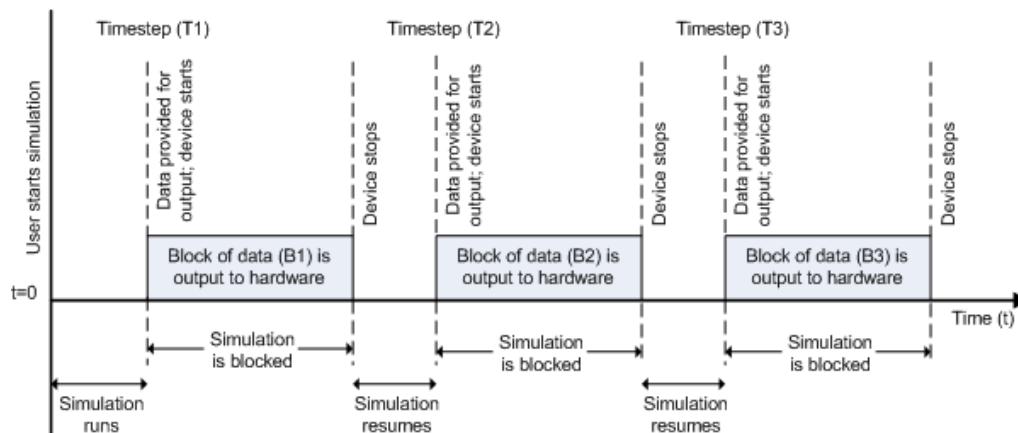 Timestep (T1)
Timestep (T2)
Timestep (T3)
User starts simulation
Data provided for
output; device starts
Device stops
Data provided for
output; device starts
Device stops
Data provided for
output; device starts
Device stops
Block of data (B1) is
output to hardware
Block of data (B2) is
output to hardware
Block of data (B3) is
output to hardware
t=0
Time (t)
Simulation
is blocked
Simulation
is blocked
Simulation
is blocked
Simulation
runs
Simulation
resumes
Simulation
resumes